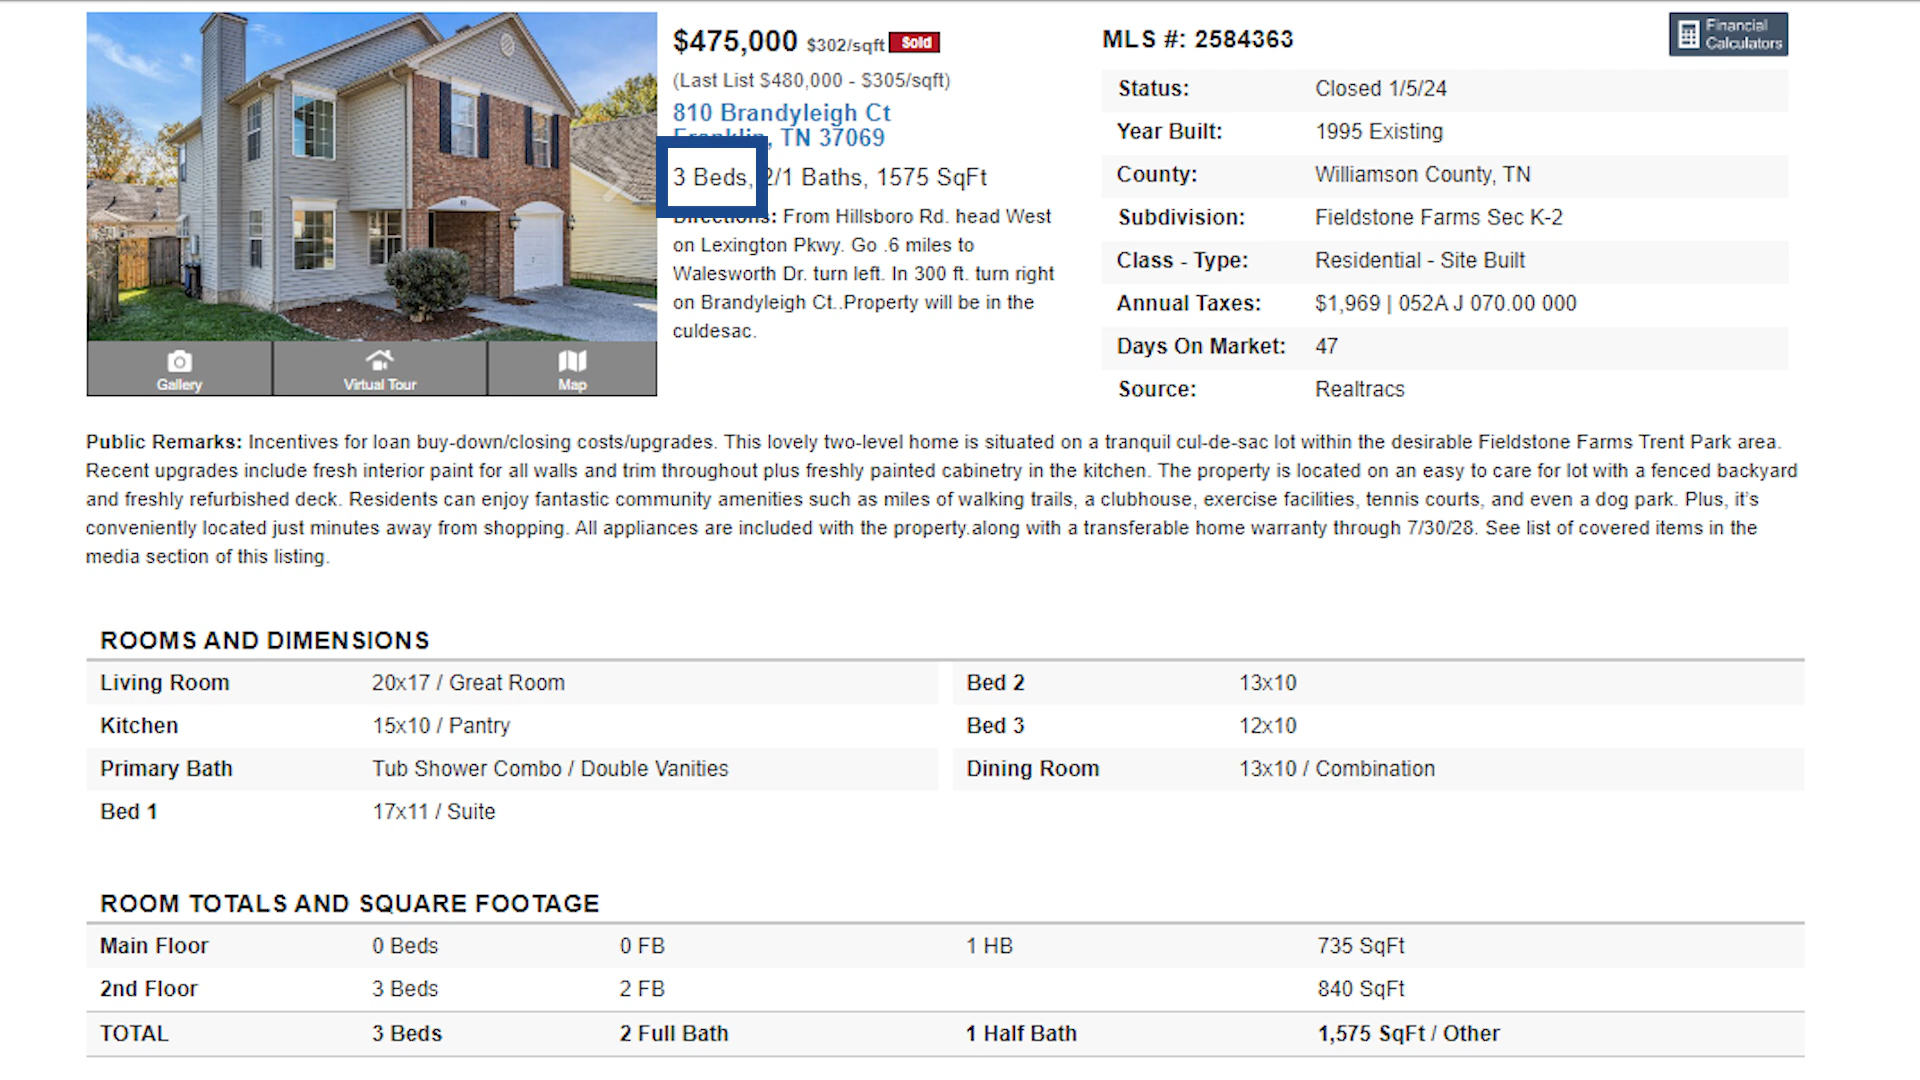 $475,000 $302/sqft Sold
(Last List $480,000 - $305/sqft)
810 Brandyleigh Ct
Franklin, TN 37069
3 Beds, 2/1 Baths, 1575 SqFt
Directions: From Hillsboro Rd. head West
on Lexington Pkwy. Go .6 miles to
Walesworth Dr. turn left. In 300 ft. turn right
on Brandyleigh Ct..Property will be in the
culdesac.
Gallery
Virtual Tour
Map
MLS #: 2584363
Financial
Calculators
Status: Closed 1/5/24
Year Built: 1995 Existing
County: Williamson County, TN
Subdivision: Fieldstone Farms Sec K-2
Class - Type: Residential - Site Built
Annual Taxes: $1,969 | 052A J 070.00 000
Days On Market: 47
Source: Realtracs
Public Remarks: Incentives for loan buy-down/closing costs/upgrades. This lovely two-level home is situated on a tranquil cul-de-sac lot within the desirable Fieldstone Farms Trent Park area.
Recent upgrades include fresh interior paint for all walls and trim throughout plus freshly painted cabinetry in the kitchen. The property is located on an easy to care for lot with a fenced backyard
and freshly refurbished deck. Residents can enjoy fantastic community amenities such as miles of walking trails, a clubhouse, exercise facilities, tennis courts, and even a dog park. Plus, it's
conveniently located just minutes away from shopping. All appliances are included with the property.along with a transferable home warranty through 7/30/28. See list of covered items in the
media section of this listing.
ROOMS AND DIMENSIONS
Living Room 20x17 / Great Room Bed 2 13x10
Kitchen 15x10 / Pantry Bed 3 12x10
Primary Bath Tub Shower Combo / Double Vanities Dining Room 13x10 / Combination
Bed 1 17x11 / Suite
ROOM TOTALS AND SQUARE FOOTAGE
Main Floor 0 Beds 0 FB 1 HB 735 SqFt
2nd Floor 3 Beds 2 FB 840 SqFt
TOTAL 3 Beds 2 Full Bath 1 Half Bath 1,575 SqFt / Other